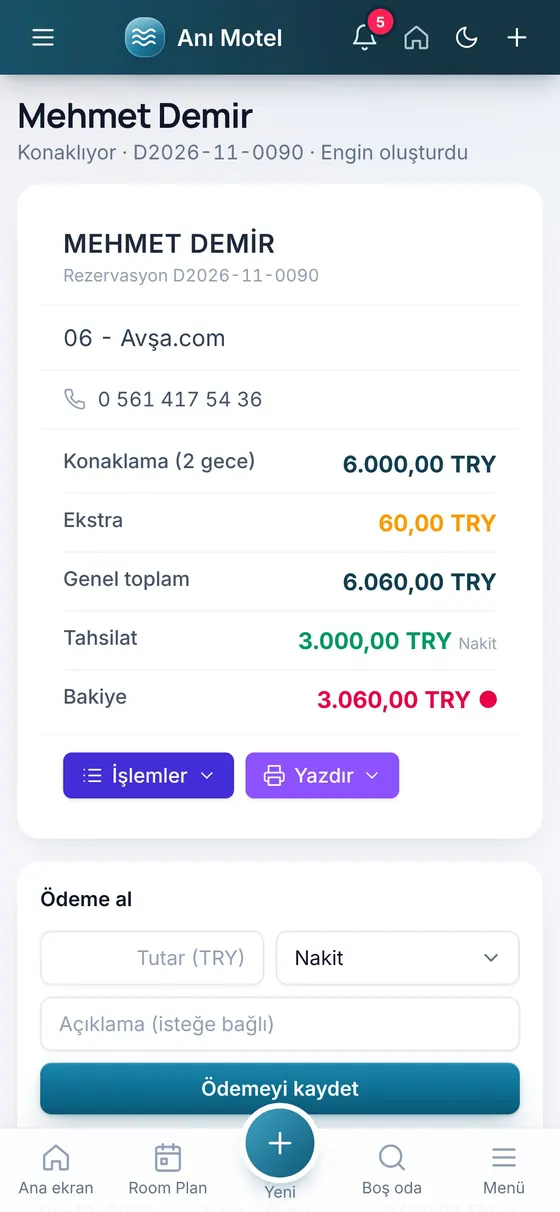 Anı Motel
5
Mehmet Demir
Konaklıyor · D2026-11-0090 · Engin oluşturdu
MEHMET DEMİR
Rezervasyon D2026-11-0090
06 - Avşa.com
0 561 417 54 36
Konaklama (2 gece) 6.000,00 TRY
Ekstra 60,00 TRY
Genel toplam 6.060,00 TRY
Tahsilat 3.000,00 TRY Nakit
Bakiye 3.060,00 TRY
İşlemler Yazdır
Ödeme al
Tutar (TRY) Nakit
Açıklama (isteğe bağlı)
Ödemeyi kaydet
Ana ekran Room Plan Yeni Boş oda Menü